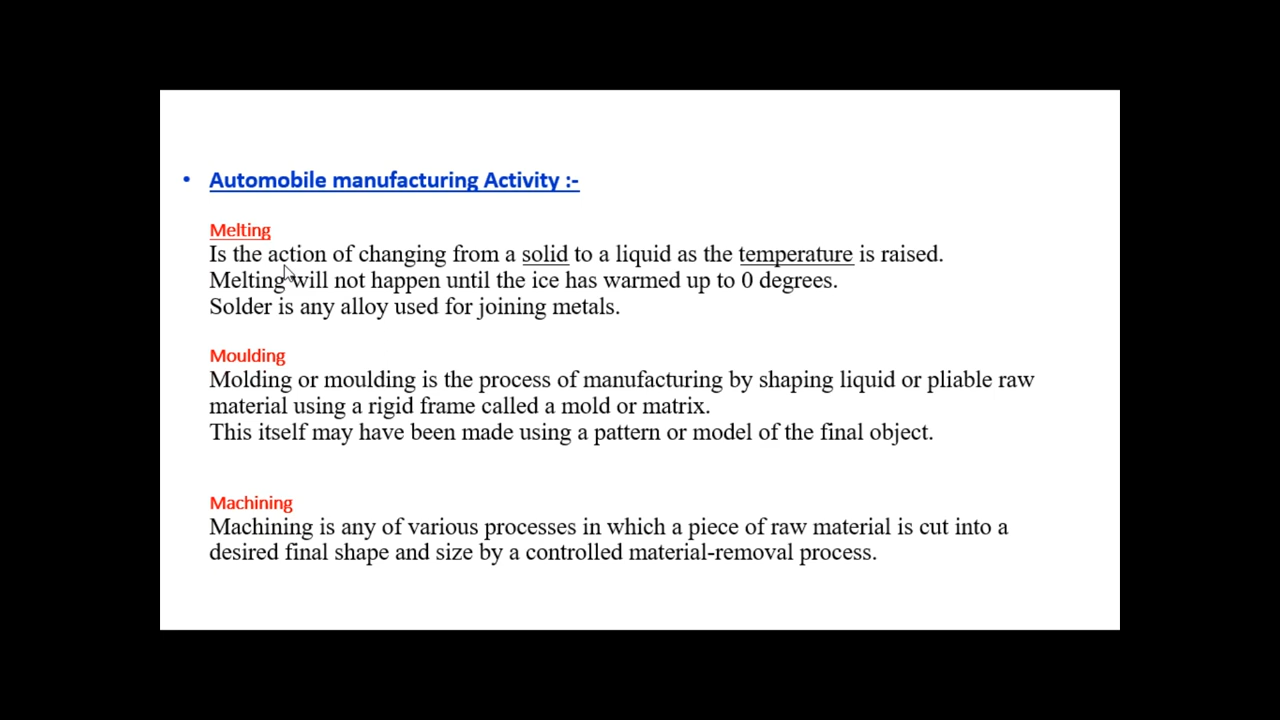 • Automobile manufacturing Activity :-
Melting
Is the action of changing from a solid to a liquid as the temperature is raised.
Melting will not happen until the ice has warmed up to 0 degrees.
Solder is any alloy used for joining metals.
Moulding
Molding or moulding is the process of manufacturing by shaping liquid or pliable raw
material using a rigid frame called a mold or matrix.
This itself may have been made using a pattern or model of the final object.
Machining
Machining is any of various processes in which a piece of raw material is cut into a
desired final shape and size by a controlled material-removal process.